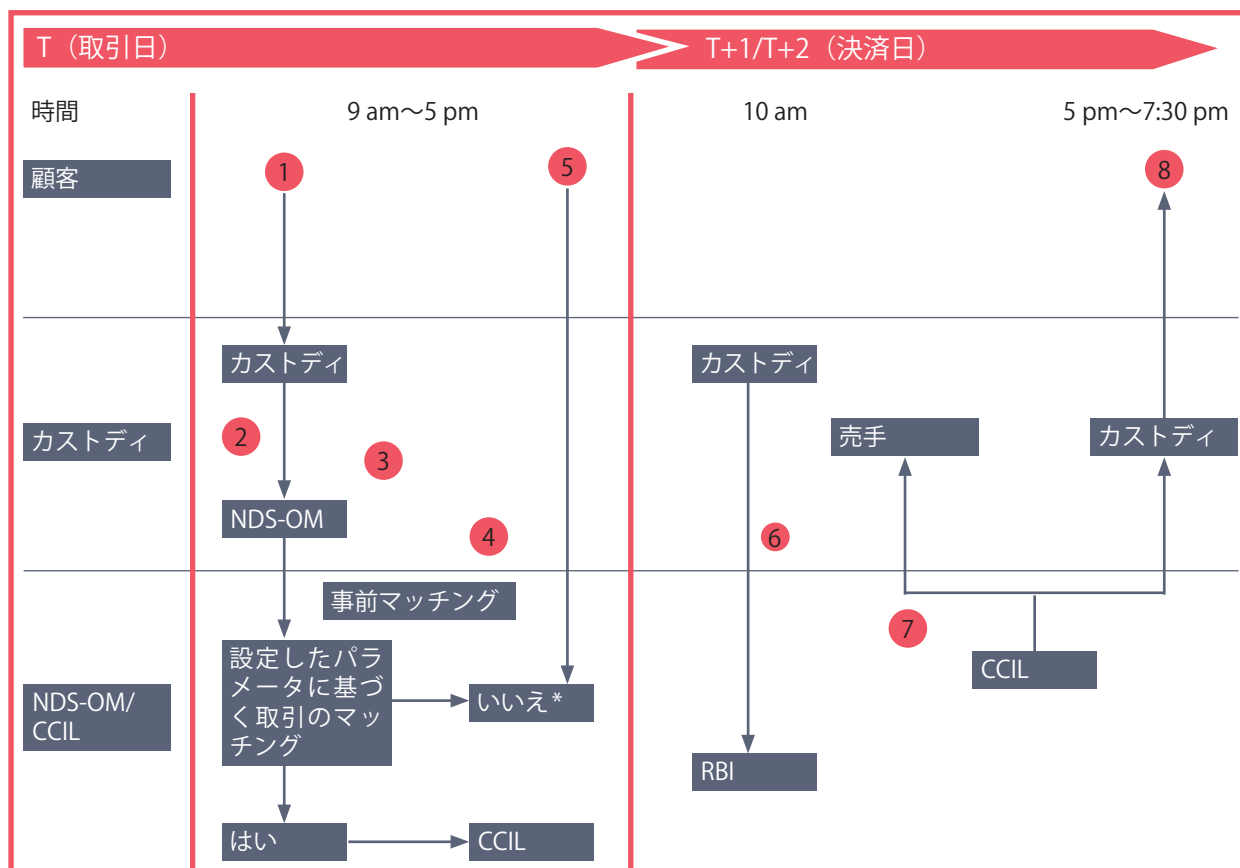 T（取引日）
T+1/T+2（決済日）
時間
9 am～5 pm
10 am
5 pm～7:30 pm
顧客
1
5
8
カストディ
カストディ
カストディ
2
3
売手
カストディ
NDS-OM
4
6
事前マッチング
7
設定したパラ
メータに基づ
く取引のマッ
チング
いいえ*
CCIL
NDS-OM/
CCIL
RBI
はい
CCIL